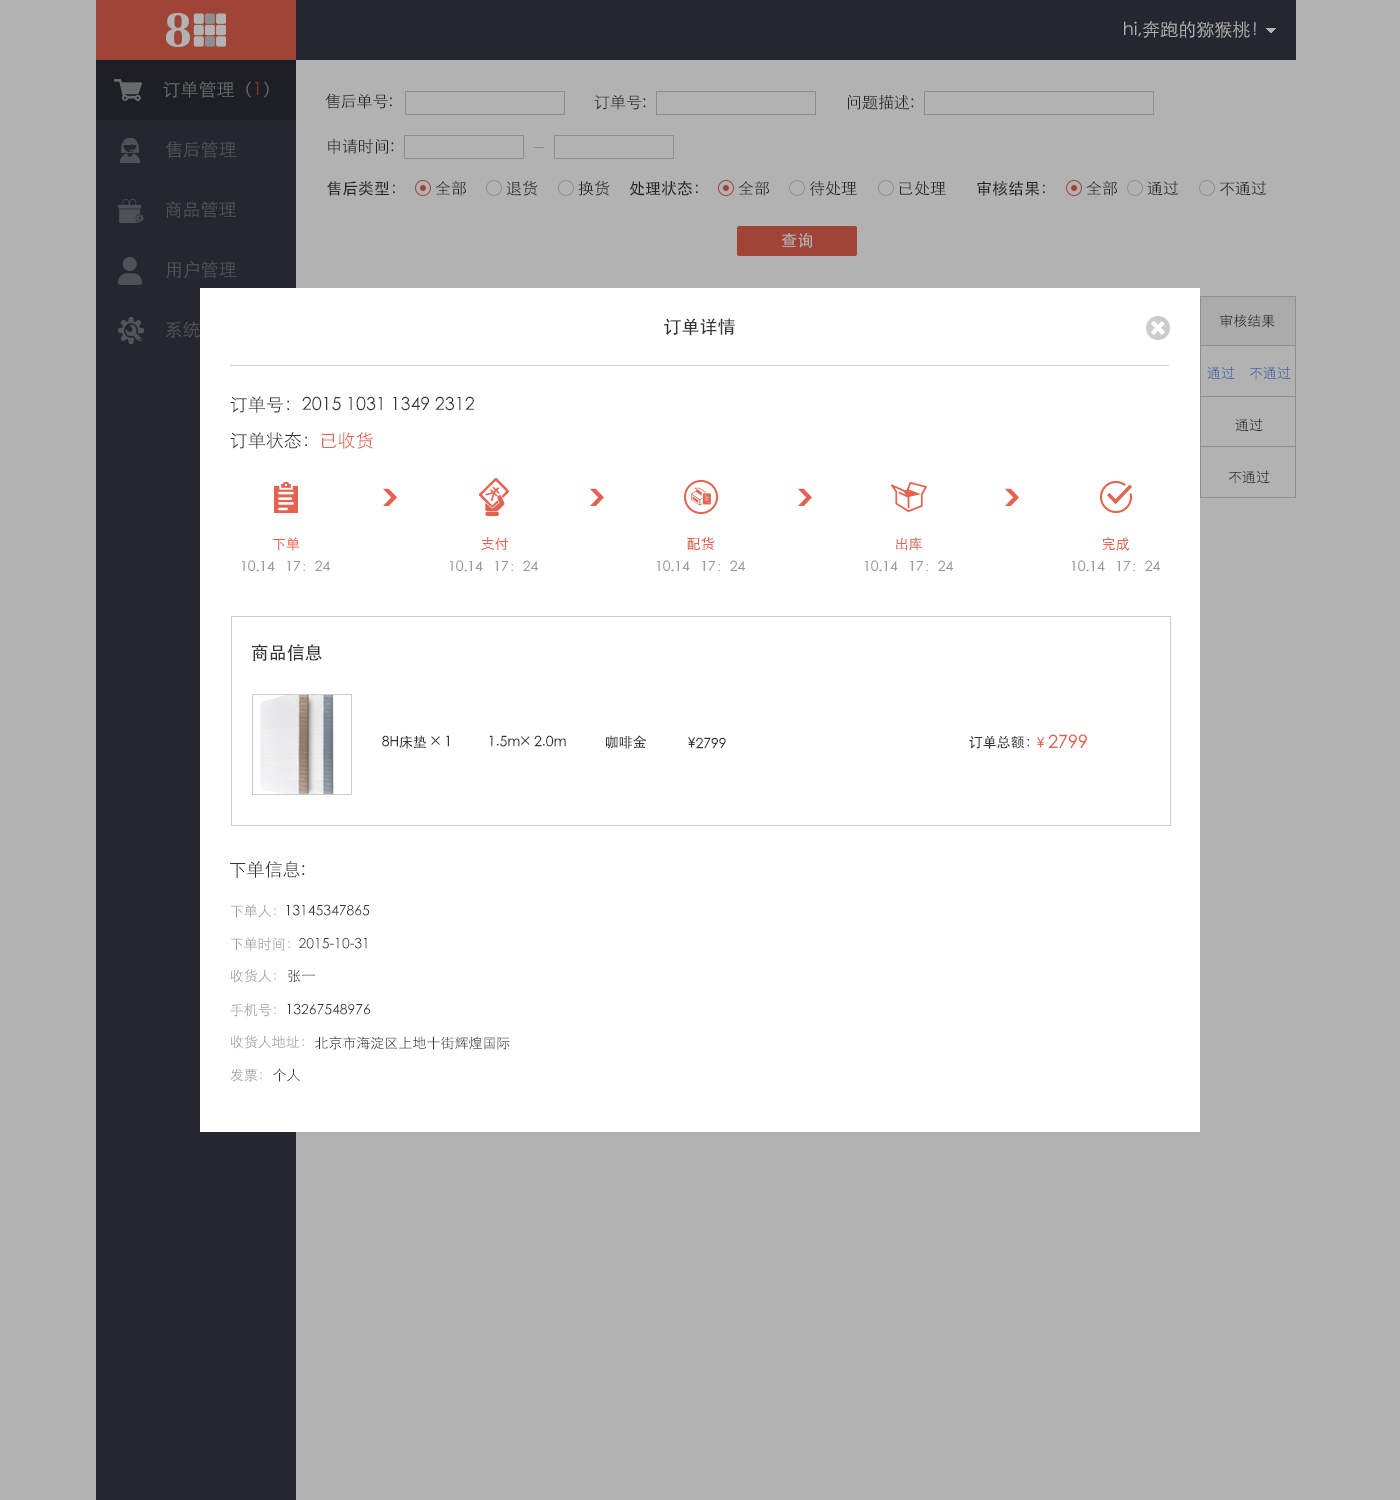 8
hi,奔跑的猕猴桃!
订单管理（1）
售后管理
商品管理
用户管理
系统
售后单号:
订单号:
问题描述:
申请时间:
—
售后类型: 全部 退货 换货 处理状态: 全部 待处理 已处理 审核结果: 全部 通过 不通过
查询
审核结果
通过 不通过
通过
不通过
订单详情
订单号：2015 1031 1349 2312
订单状态：已收货
下单 支付 配货 出库 完成
10.14 17：24 10.14 17：24 10.14 17：24 10.14 17：24 10.14 17：24
商品信息
8H床垫 × 1 1.5m× 2.0m 咖啡金 ¥2799 订单总额：¥ 2799
下单信息:
下单人：13145347865
下单时间：2015-10-31
收货人：张一
手机号：13267548976
收货人地址：北京市海淀区上地十街辉煌国际
发票：个人